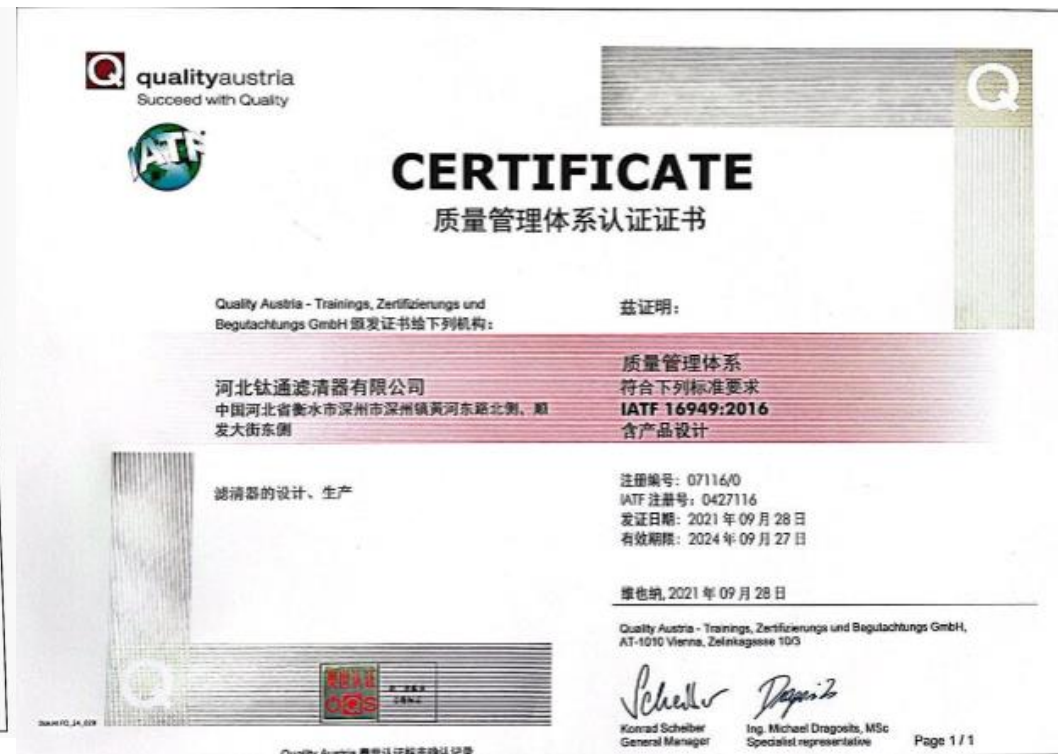 qualityaustria
Succeed with Quality
IATF
CERTIFICATE
质量管理体系认证证书
Quality Austria - Trainings, Zertifizierungs und
Begutachtungs GmbH 颁发证书给下列机构：
河北钛通滤清器有限公司
中国河北省衡水市深州市深州镇黄河东路北侧、顺
发大街东侧
滤清器的设计、生产
兹证明：
质量管理体系
符合下列标准要求
IATF 16949:2016
含产品设计
注册编号：07116/0
IATF 注册号：0427116
发证日期：2021 年 09 月 28 日
有效期限：2024 年 09 月 27 日
维也纳, 2021 年 09 月 28 日
Quality Austria - Trainings, Zertifizierungs und Begutachtungs GmbH,
AT-1010 Vienna, Zelinkagasse 10/3
Konrad Scheiber
General Manager
Ing. Michael Dragosits, MSc
Specialist representative
Page 1 / 1
奥世认证
OQS